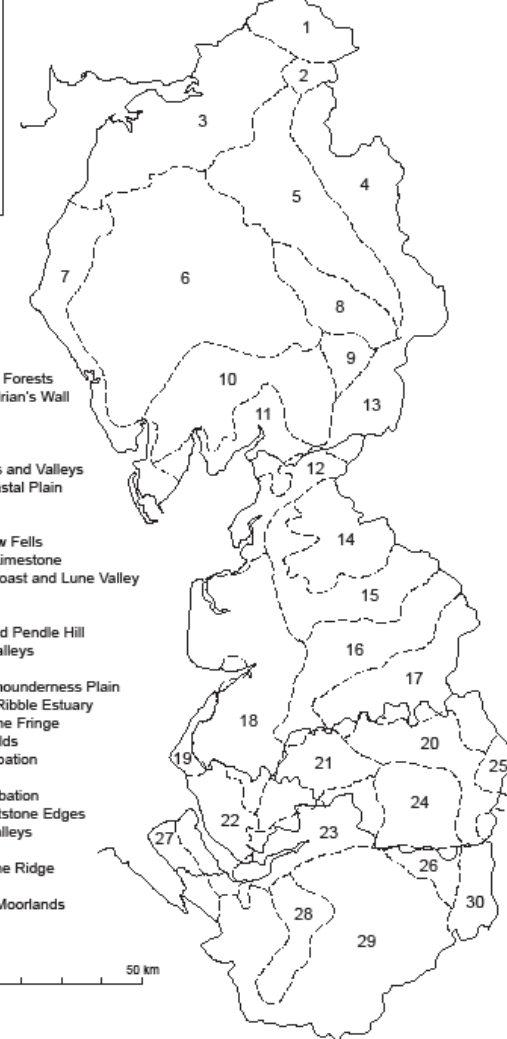 1
2
3
4
5
7
6
8
9
Forests
rian's Wall
10
13
11
12
s and Valleys
stal Plain
w Fells
imestone
oast and Lune Valley
14
15
d Pendle Hill
alleys
16
17
ounderness Plain
Ribble Estuary
ne Fringe
lds
bation
18
19
20
21
25
bation
tstone Edges
alleys
22
24
23
27
26
ne Ridge
30
28
Moorlands
29
50 km